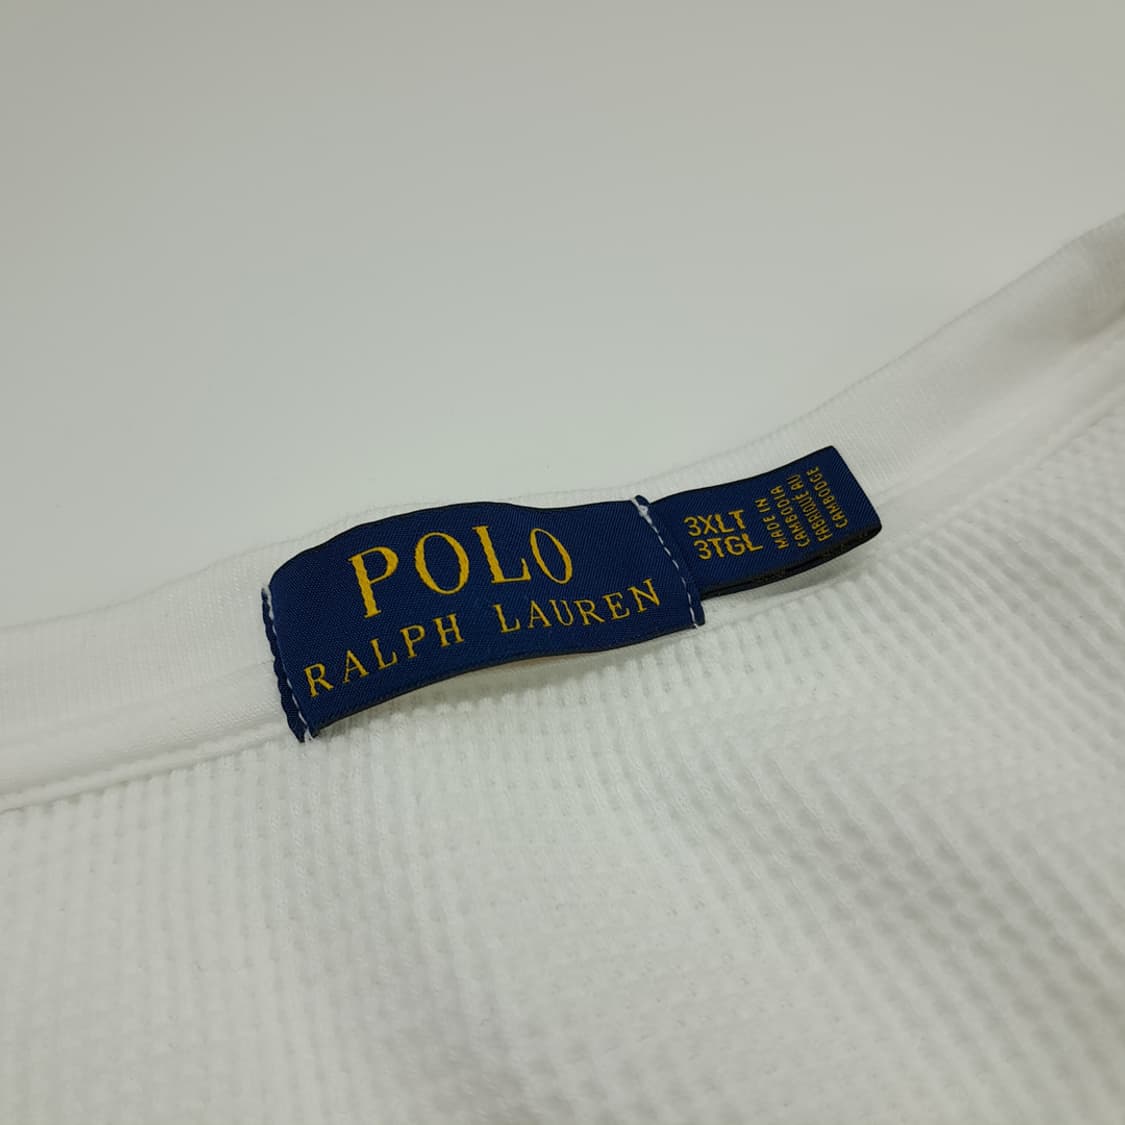 POLO
RALPH LAUREN
3XLT
3TGL
MADE IN
CAMBODIA
FABRIQUÉ AU
CAMBODGE